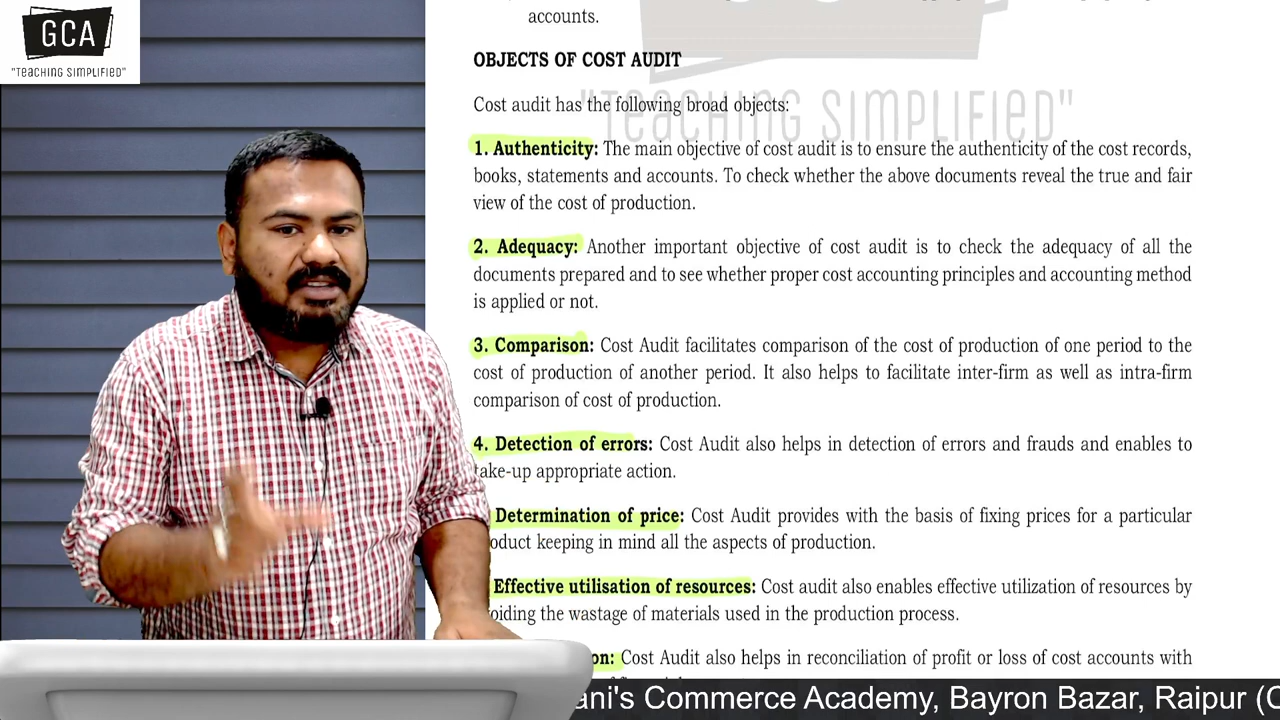 GCA
"TEACHING SIMPLIFIED"
accounts.
OBJECTS OF COST AUDIT
Cost audit has the following broad objects:
"TEACHING SIMPLIFIED"
1. Authenticity: The main objective of cost audit is to ensure the authenticity of the cost records,
books, statements and accounts. To check whether the above documents reveal the true and fair
view of the cost of production.
2. Adequacy: Another important objective of cost audit is to check the adequacy of all the
documents prepared and to see whether proper cost accounting principles and accounting method
is applied or not.
3. Comparison: Cost Audit facilitates comparison of the cost of production of one period to the
cost of production of another period. It also helps to facilitate inter-firm as well as intra-firm
comparison of cost of production.
4. Detection of errors: Cost Audit also helps in detection of errors and frauds and enables to
take-up appropriate action.
Determination of price: Cost Audit provides with the basis of fixing prices for a particular
oduct keeping in mind all the aspects of production.
Effective utilisation of resources: Cost audit also enables effective utilization of resources by
voiding the wastage of materials used in the production process.
on: Cost Audit also helps in reconciliation of profit or loss of cost accounts with
ani's Commerce Academy, Bayron Bazar, Raipur (